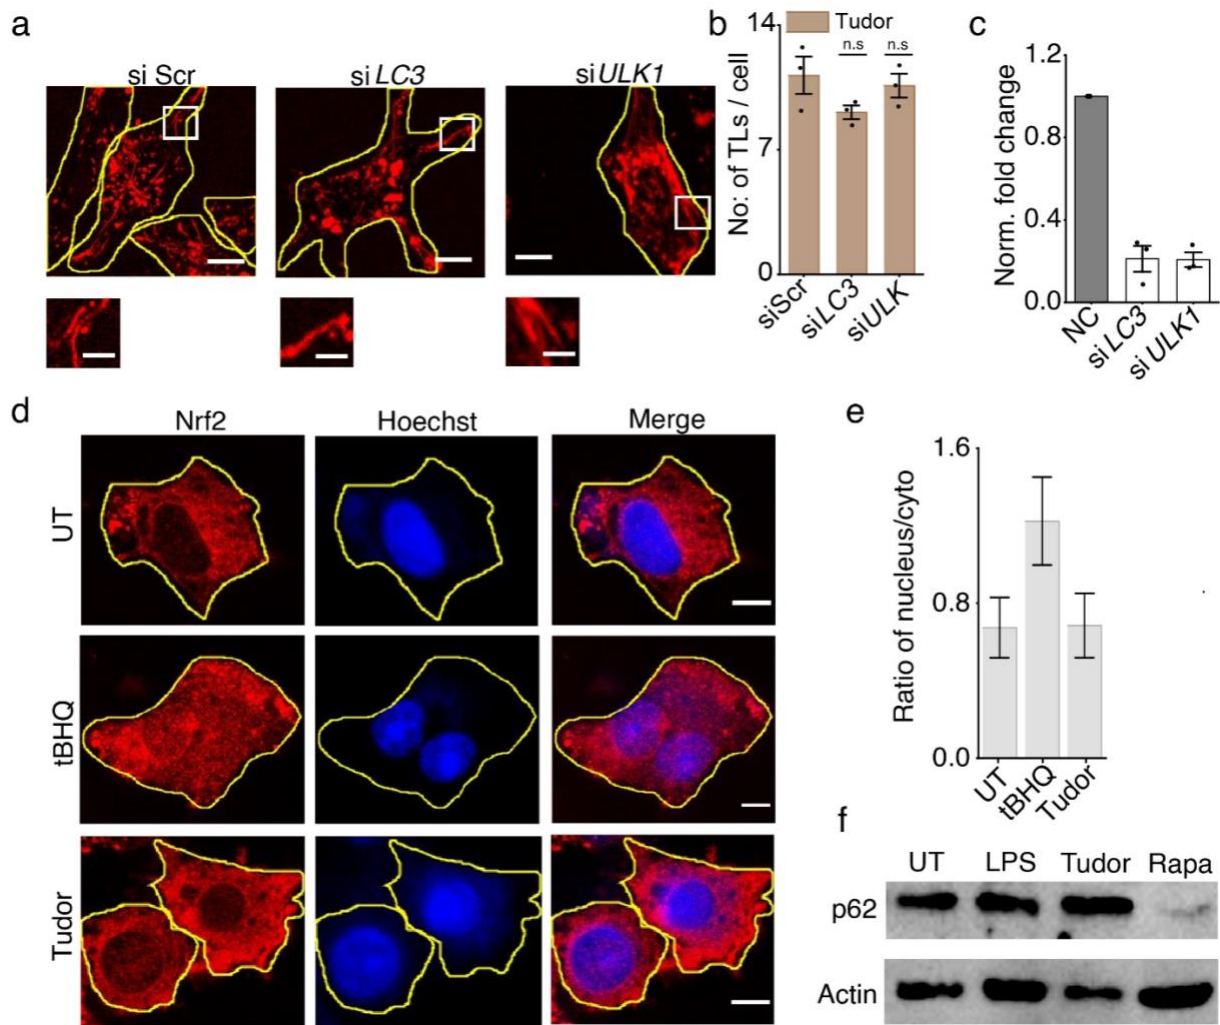 a
si Scr
si LC3
si ULK1
b
14
7
0
No: of TLs / cell
Tudor
n.s
n.s
siScr
siLC3
siULK
c
1.2
0.8
0.4
0.0
Norm. fold change
NC
si LC3
si ULK1
d
Nrf2
Hoechst
Merge
UT
tBHQ
Tudor
e
1.6
0.8
0.0
Ratio of nucleus/cyto
UT
tBHQ
Tudor
f
UT
LPS
Tudor
Rapa
p62
Actin